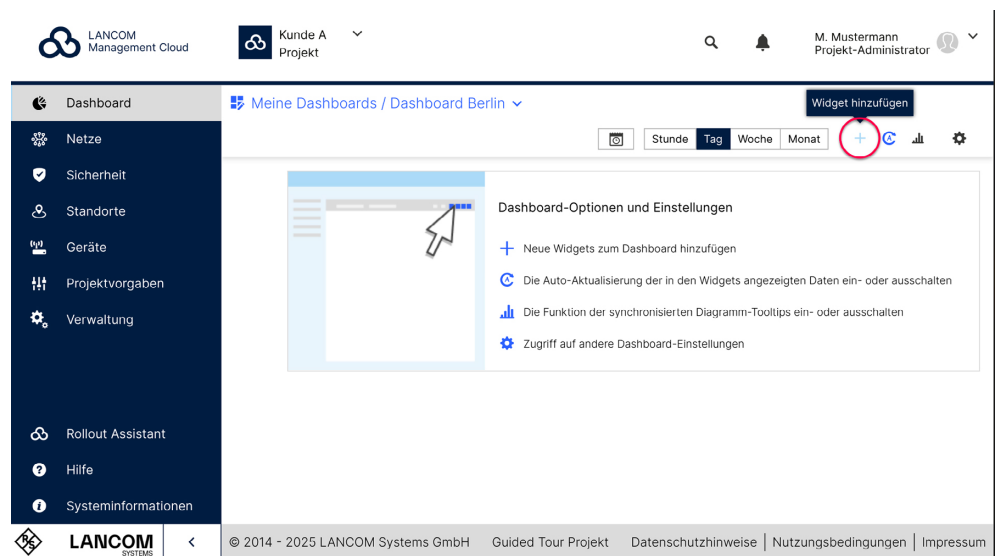 LANCOM
Management Cloud
Kunde A
Projekt
M. Mustermann
Projekt-Administrator
Dashboard
Netze
Sicherheit
Standorte
Geräte
Projektvorgaben
Verwaltung
Rollout Assistant
Hilfe
Systeminformationen
Meine Dashboards / Dashboard Berlin
Widget hinzufügen
Stunde Tag Woche Monat
Dashboard-Optionen und Einstellungen
Neue Widgets zum Dashboard hinzufügen
Die Auto-Aktualisierung der in den Widgets angezeigten Daten ein- oder ausschalten
Die Funktion der synchronisierten Diagramm-Tooltips ein- oder ausschalten
Zugriff auf andere Dashboard-Einstellungen
R&S LANCOM
SYSTEMS
© 2014 - 2025 LANCOM Systems GmbH Guided Tour Projekt Datenschutzhinweise | Nutzungsbedingungen | Impressum